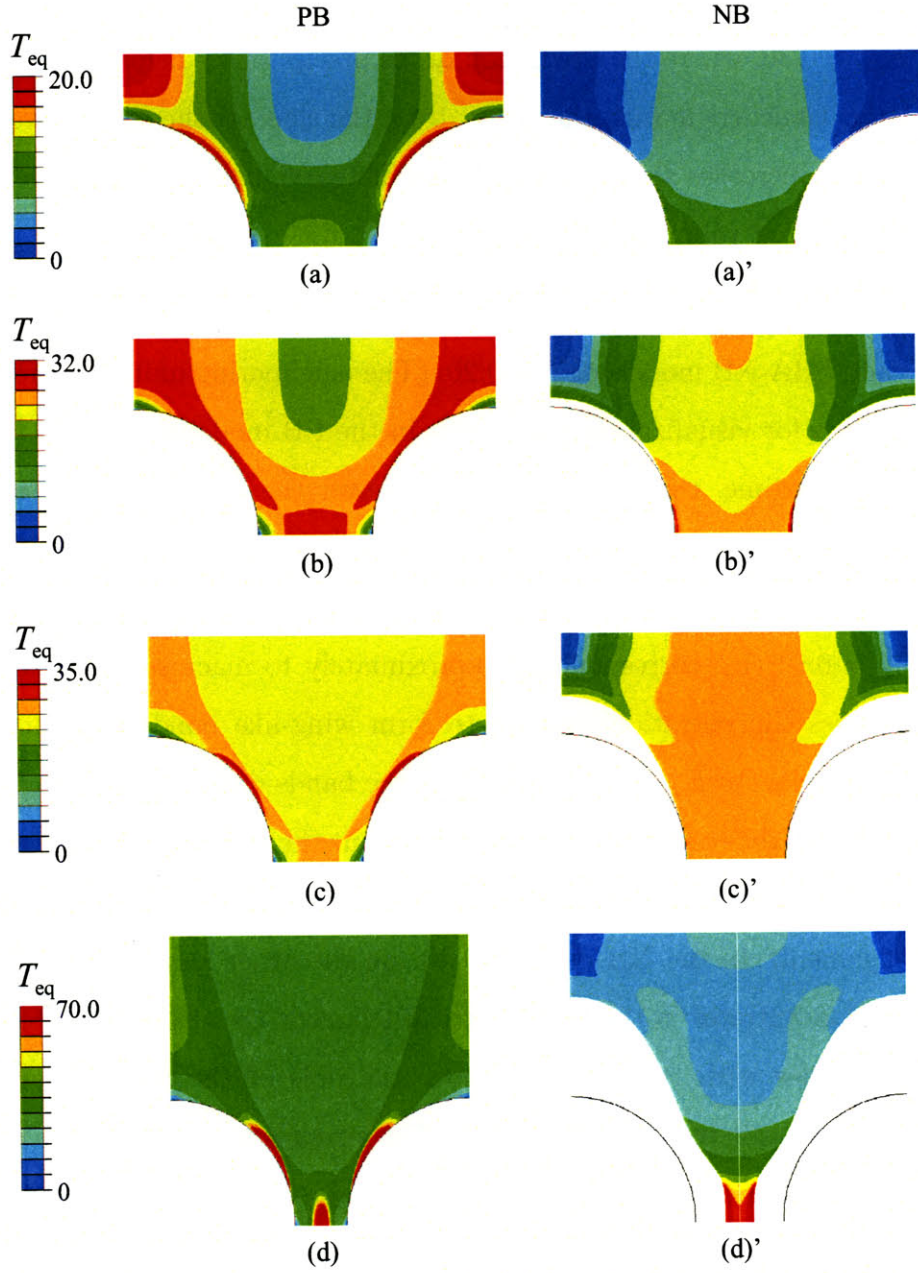 PB NB
T_eq
20.0
0
(a) (a)’
T_eq
32.0
0
(b) (b)’
T_eq
35.0
0
(c) (c)’
T_eq
70.0
0
(d) (d)’